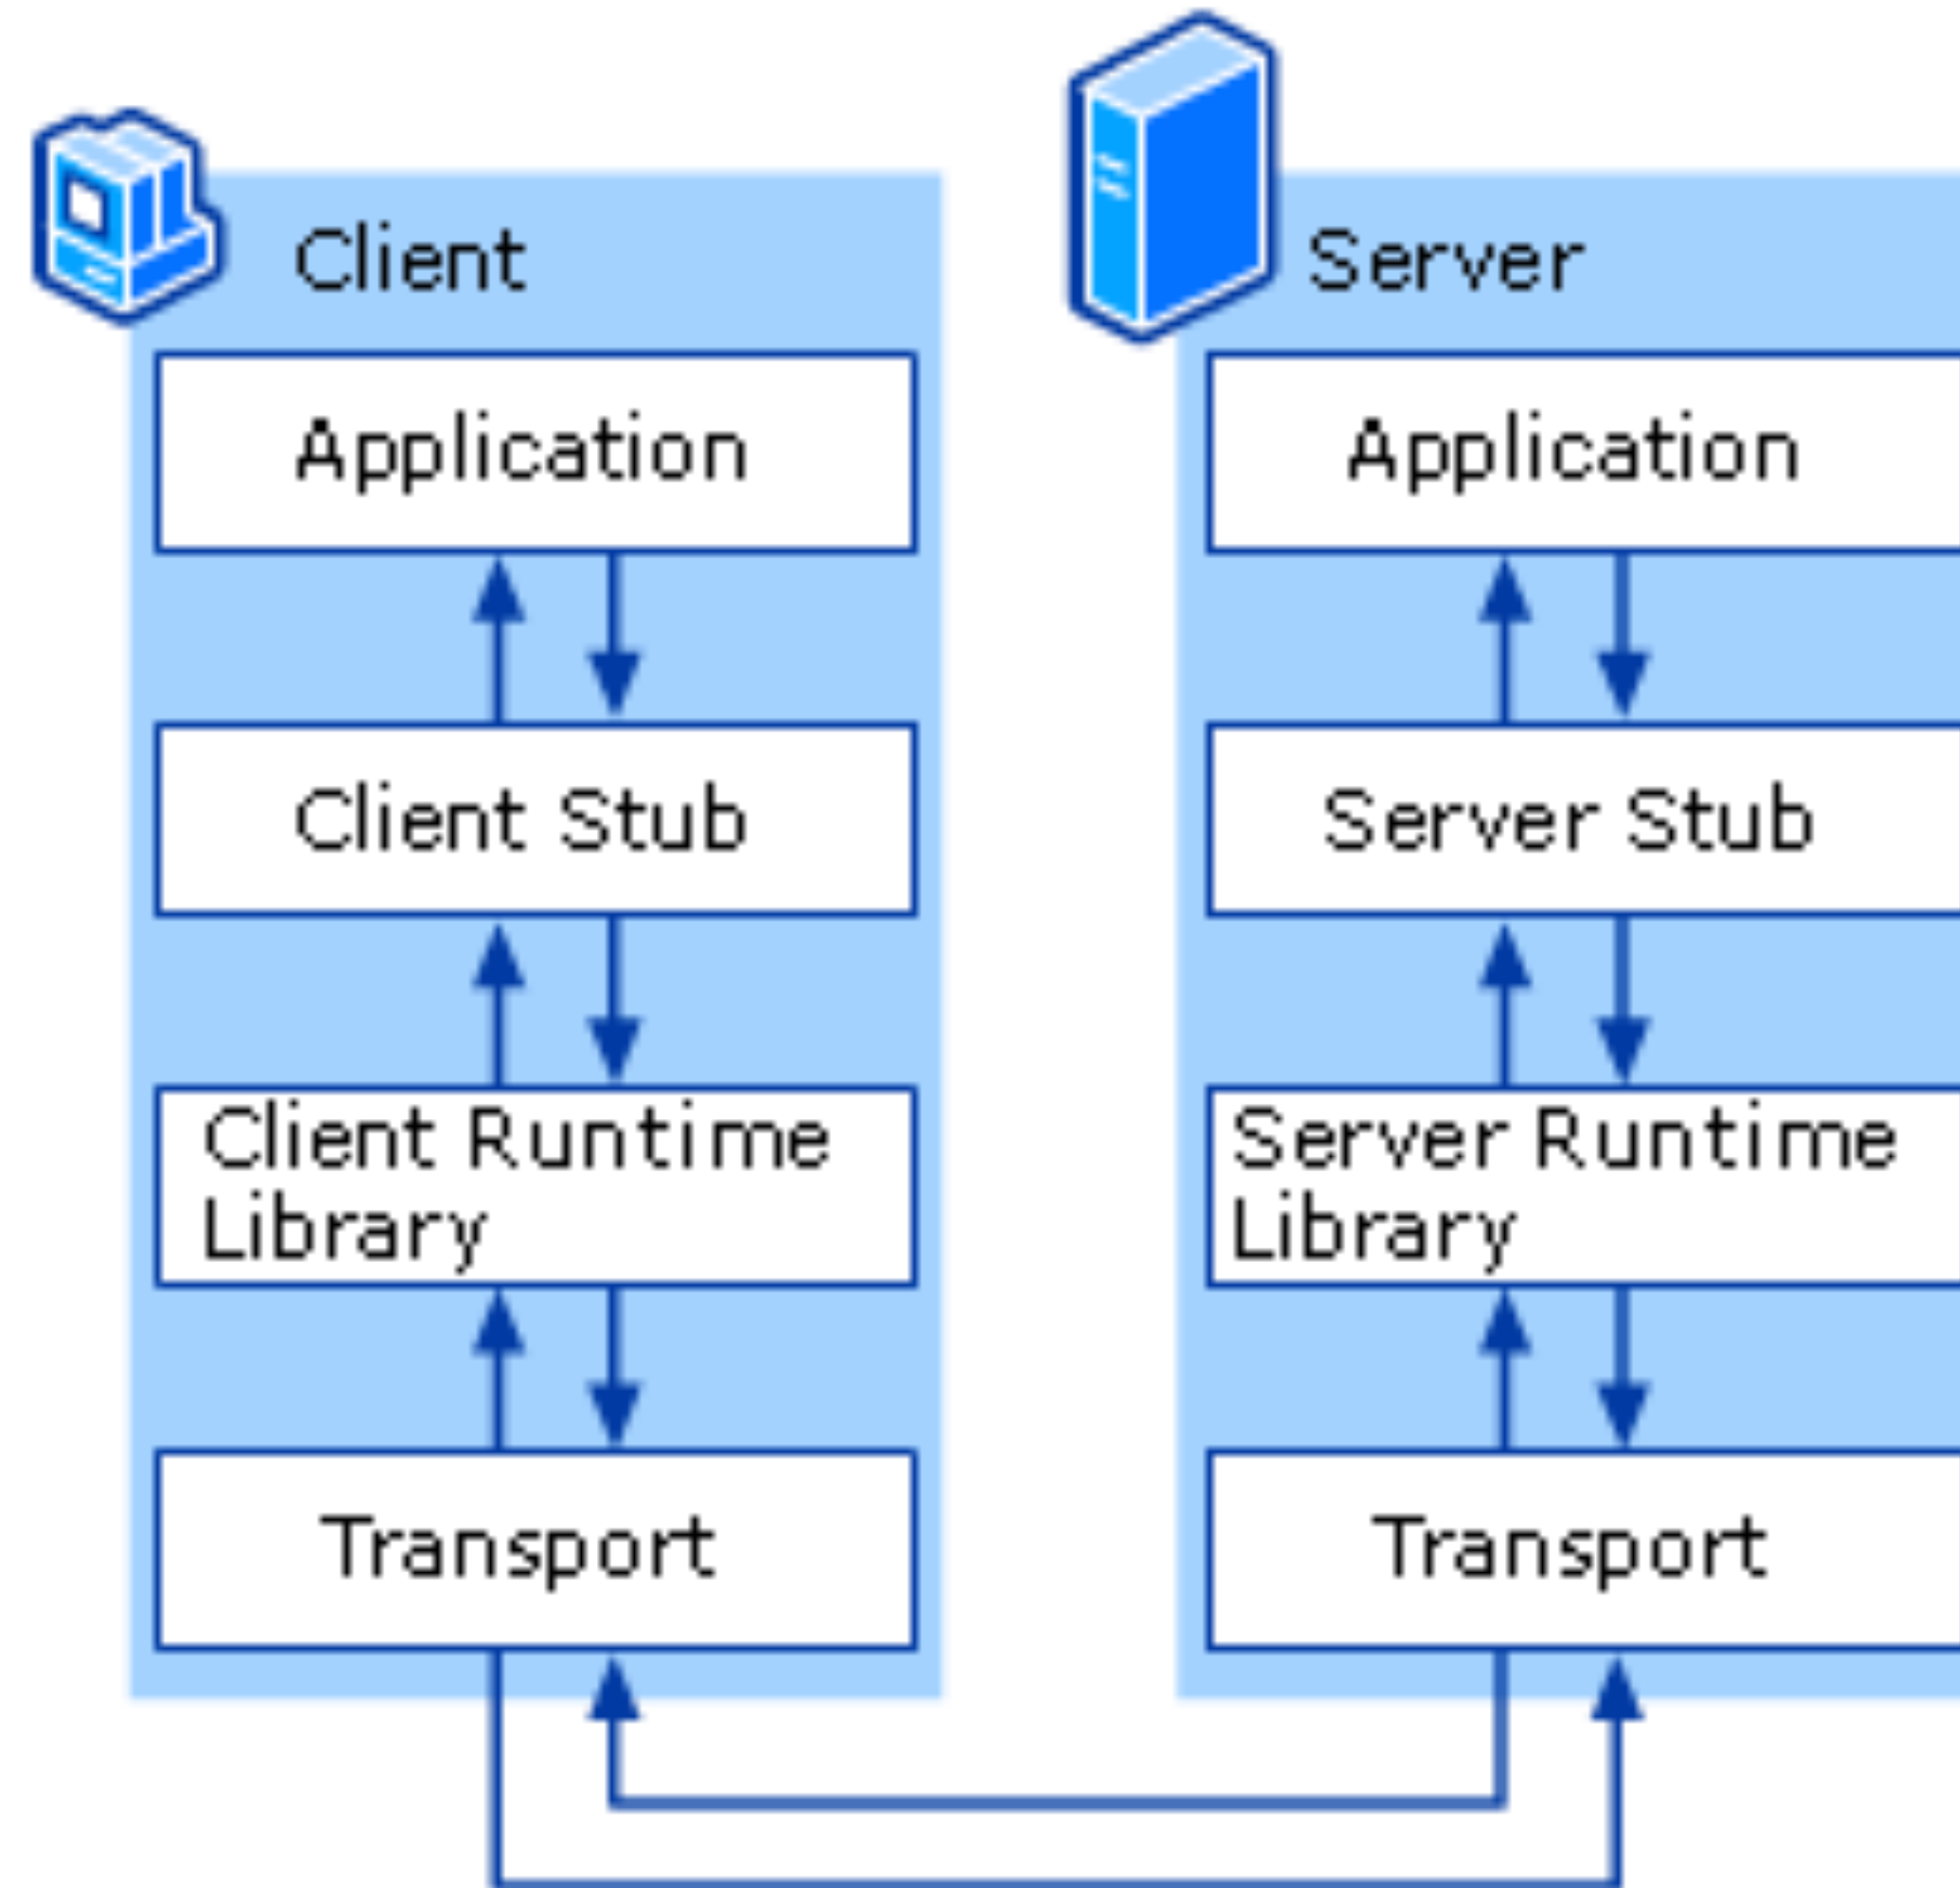 Client
Application
Client Stub
Client Runtime
Library
Transport
Server
Application
Server Stub
Server Runtime
Library
Transport